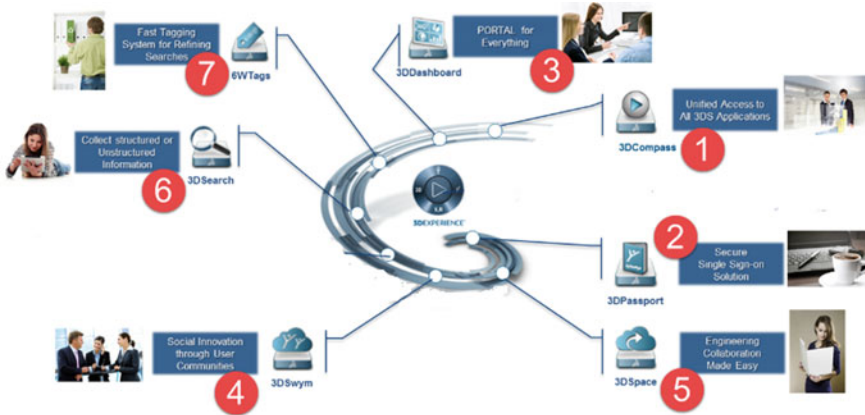 Fast Tagging
System for Refining
Searches
7
6WTags
3DDashboard
PORTAL for
Everything
3
Unified Access to
All 3DS Applications
3DCompass
1
Collect structured or
Unstructured
Information
6
3DSearch
3DEXPERIENCE
2
Secure
Single Sign-on
Solution
3DPassport
Social Innovation
through User
Communities
4
3DSwym
3DSpace
Engineering
Collaboration
Made Easy
5